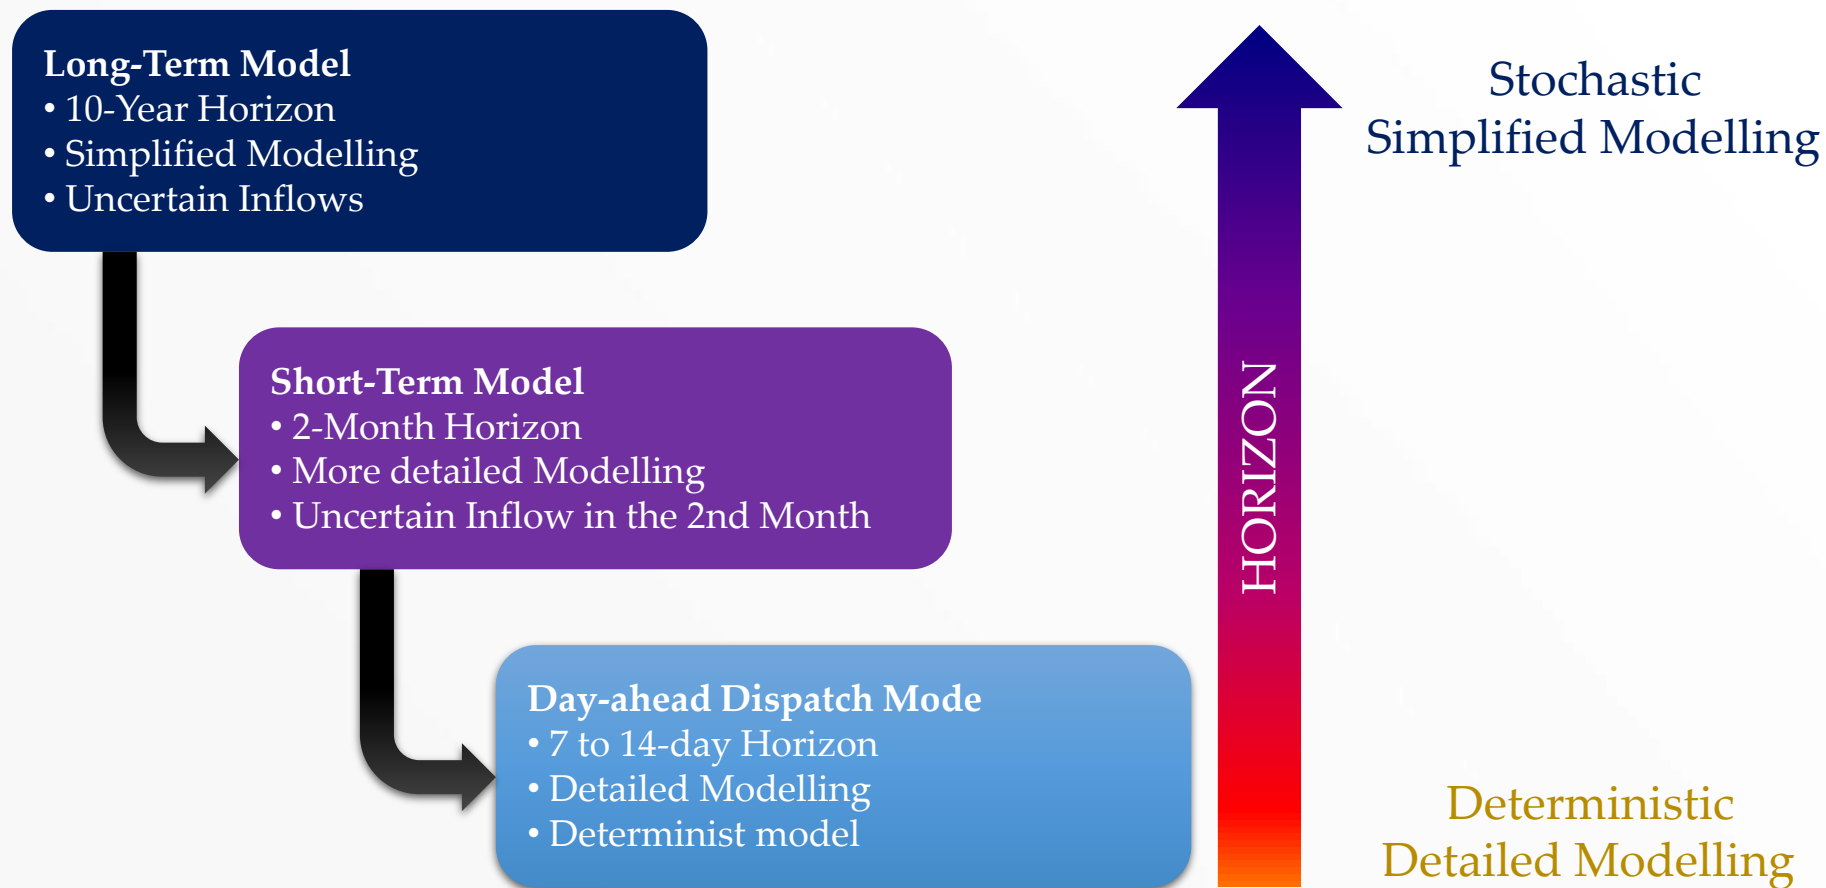 Long-Term Model
• 10-Year Horizon
• Simplified Modelling
• Uncertain Inflows
Stochastic
Simplified Modelling
Short-Term Model
• 2-Month Horizon
• More detailed Modelling
• Uncertain Inflow in the 2nd Month
HORIZON
Day-ahead Dispatch Mode
• 7 to 14-day Horizon
• Detailed Modelling
• Determinist model
Deterministic
Detailed Modelling